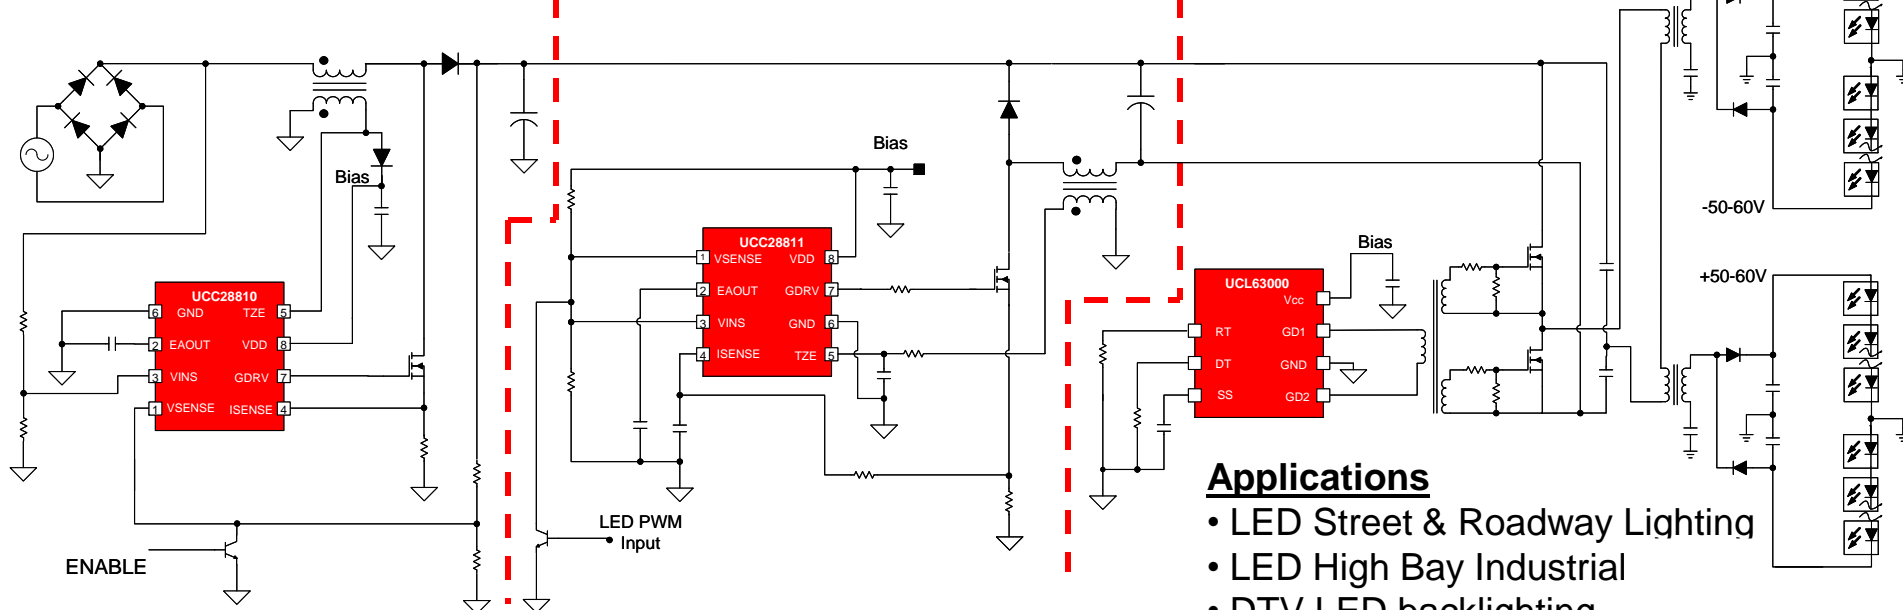 Bias
UCC28810
6 GND TZE 5
2 EAOUT VDD 8
3 VINS GDRV 7
1 VSENSE ISENSE 4
ENABLE
Bias
UCC28811
1 VSENSE VDD 8
2 EAOUT GDRV 7
3 VINS GND 6
4 ISENSE TZE 5
LED PWM
Input
Bias
UCL63000
Vcc
RT GD1
DT GND
SS GD2
-50-60V
+50-60V
Applications
• LED Street & Roadway Lighting
• LED High Bay Industrial
• DTV LED backlighting